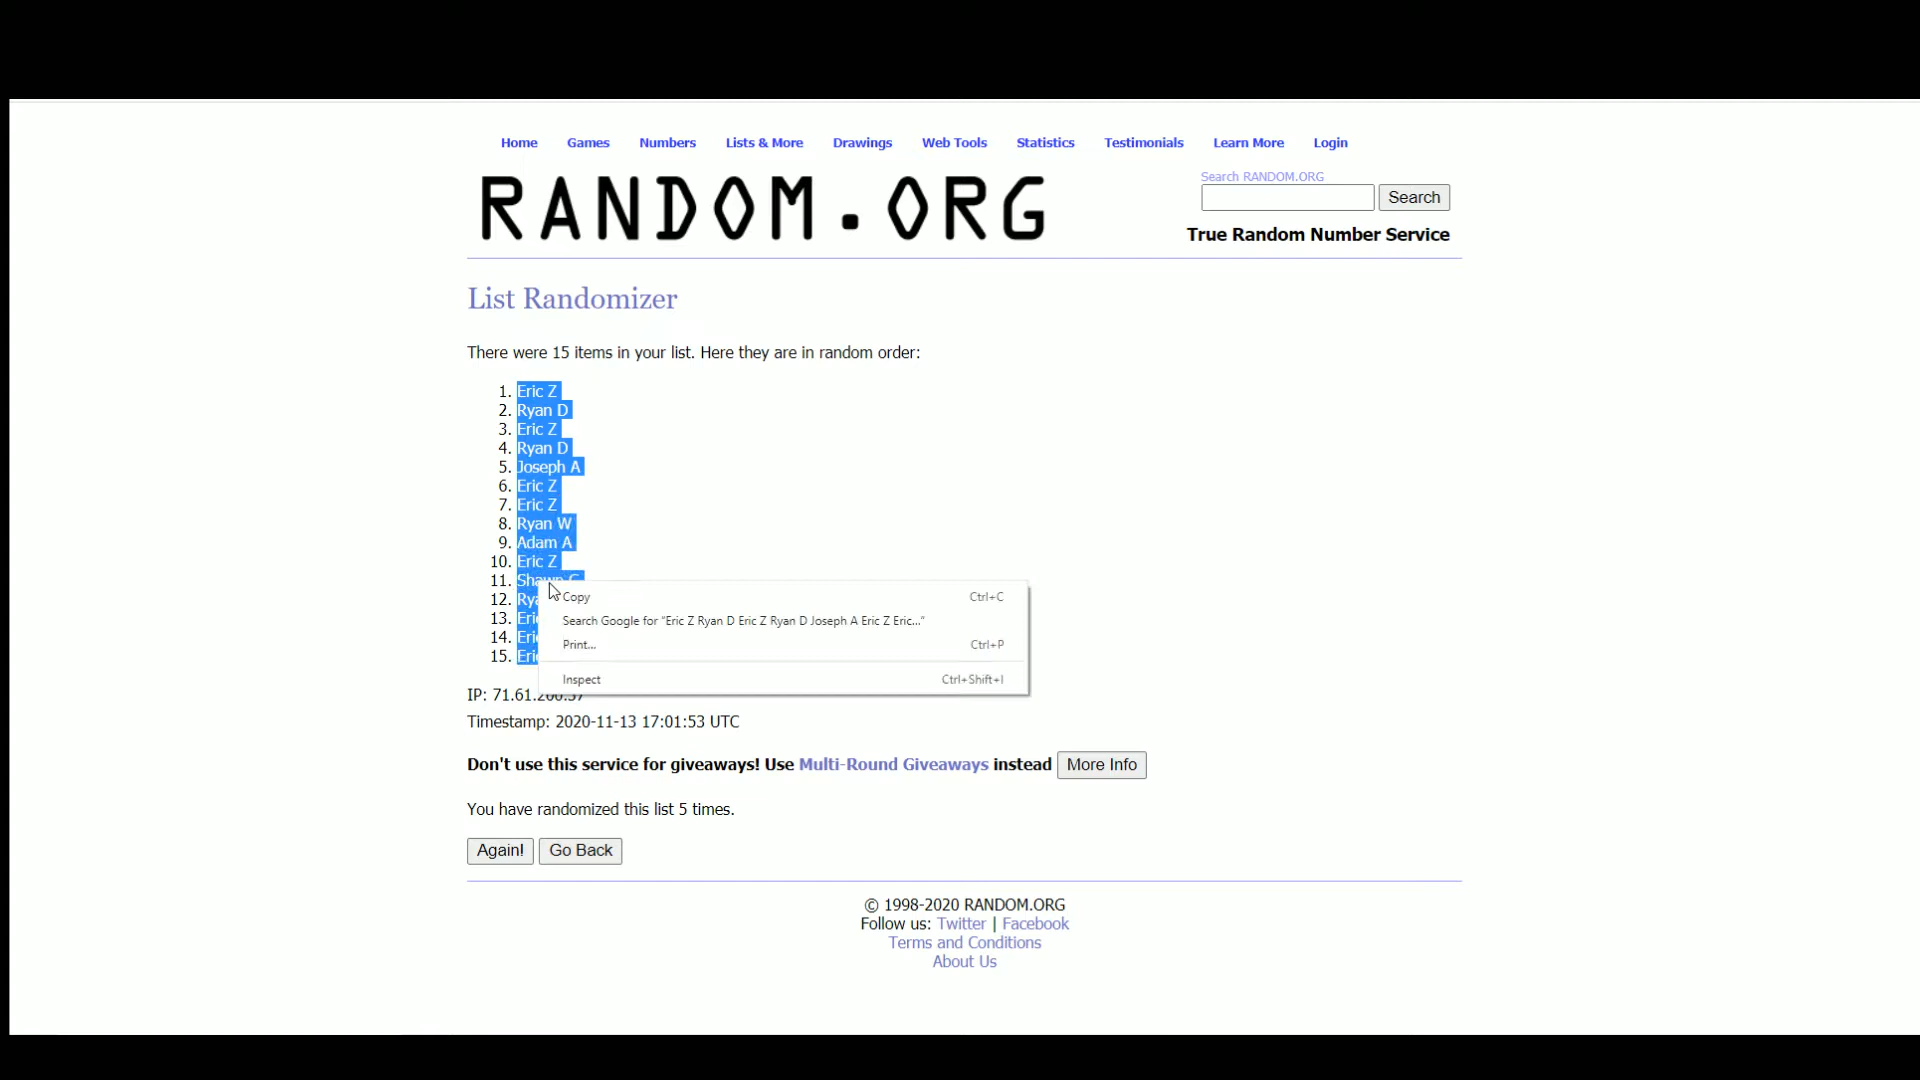 Home Games Numbers Lists & More Drawings Web Tools Statistics Testimonials Learn More Login
RANDOM.ORG
Search RANDOM.ORG
Search
True Random Number Service
List Randomizer
There were 15 items in your list. Here they are in random order:
1. Eric Z
2. Ryan D
3. Eric Z
4. Ryan D
5. Joseph A
6. Eric Z
7. Eric Z
8. Ryan W
9. Adam A
10. Eric Z
11.
12.
13.
14.
15.
Copy Ctrl+C
Search Google for “Eric Z Ryan D Eric Z Ryan D Joseph A Eric Z Eric...”
Print... Ctrl+P
Inspect Ctrl+Shift+I
IP:
Timestamp: 2020-11-13 17:01:53 UTC
Don't use this service for giveaways! Use Multi-Round Giveaways instead More Info
You have randomized this list 5 times.
Again! Go Back
© 1998-2020 RANDOM.ORG
Follow us: Twitter | Facebook
Terms and Conditions
About Us